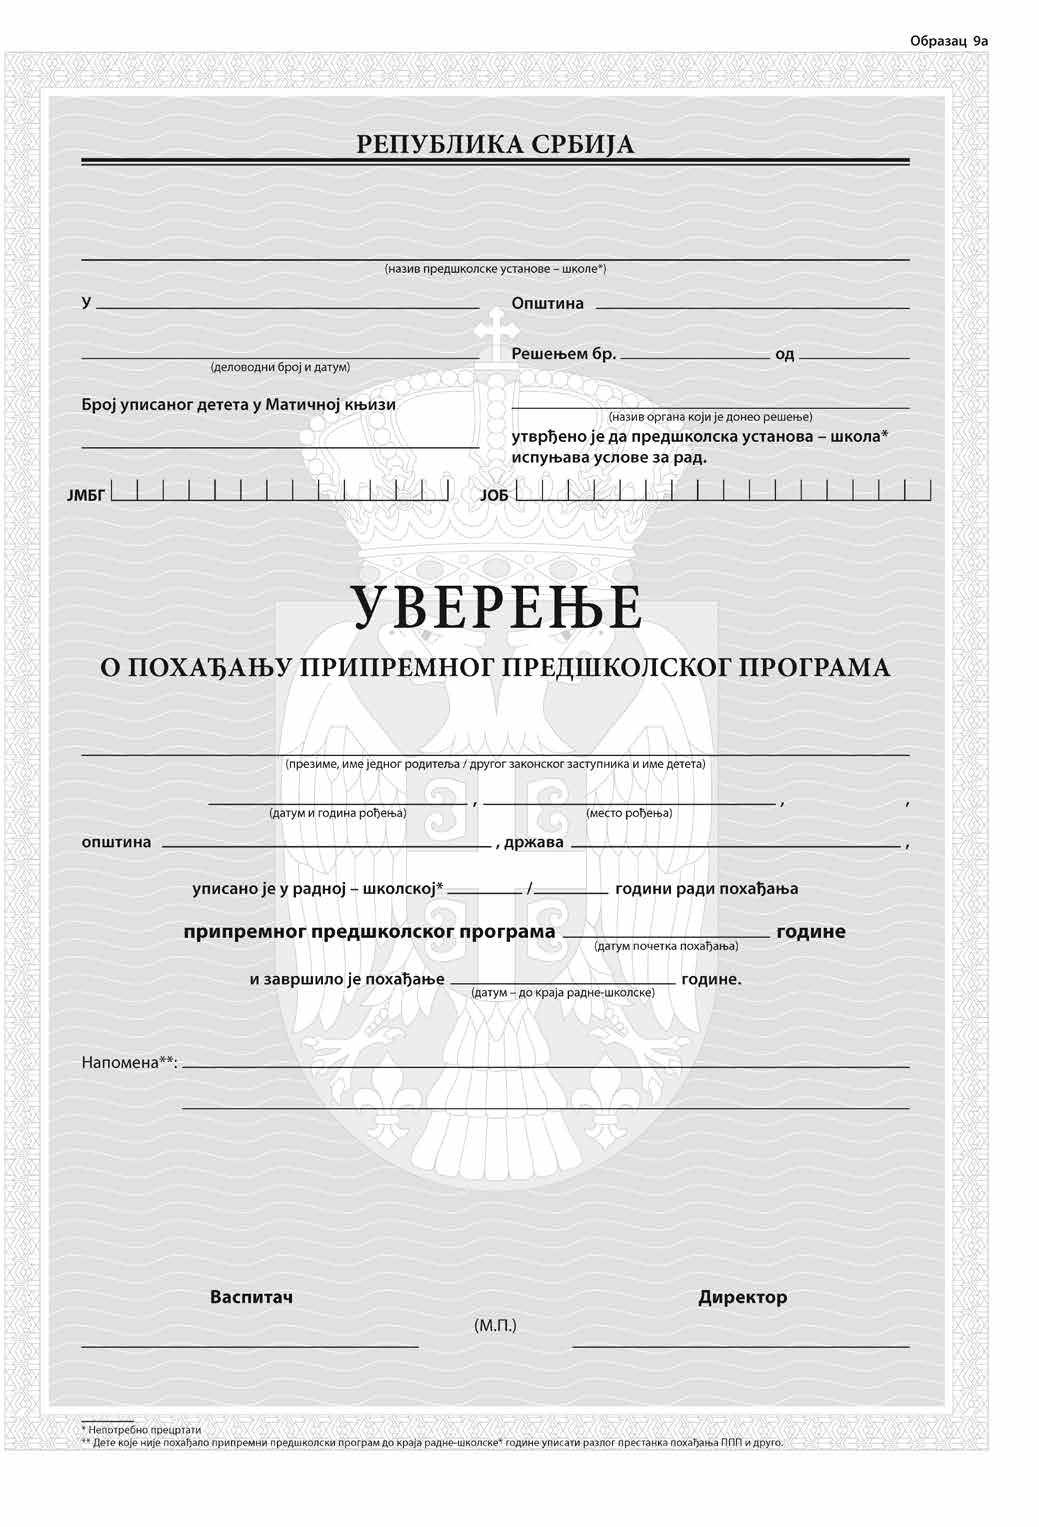 Образац 9а
РЕПУБЛИКА СРБИЈА
(назив предшколске установе – школе*)
У Општина
Решењем бр. од
(деловодни број и датум)
Број уписаног детета у Матичној књизи
(назив органа који је донео решење)
утврђено је да предшколска установа – школа*
испуњава услове за рад.
ЈМБГ ЈОБ
УВЕРЕЊЕ
О ПОХАЂАЊУ ПРИПРЕМНОГ ПРЕДШКОЛСКОГ ПРОГРАМА
(презиме, име једног родитеља / другог законског заступника и име детета)
, , ,
(датум и година рођења) (место рођења)
општина , држава ,
уписано је у радној – школској* / години ради похађања
припремног предшколског програма године
(датум почетка похађања)
и завршило је похађање године.
(датум – до краја радне-школске)
Напомена**:
Васпитач Директор
(М.П.)
* Непотребно прецртати
** Дете које није похађало припремни предшколски програм до краја радне-школске* године уписати разлог престанка похађања ППП и друго.